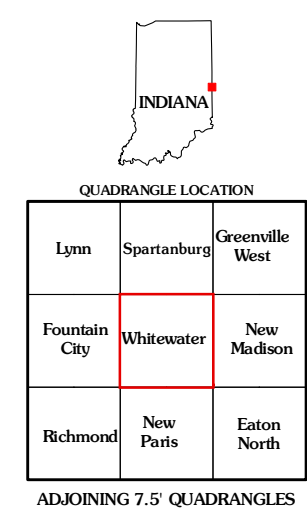 INDIANA
QUADRANGLE LOCATION
Lynn
Spartanburg
Greenville
West
Fountain
City
Whitewater
New
Madison
Richmond
New
Paris
Eaton
North
ADJOINING 7.5' QUADRANGLES